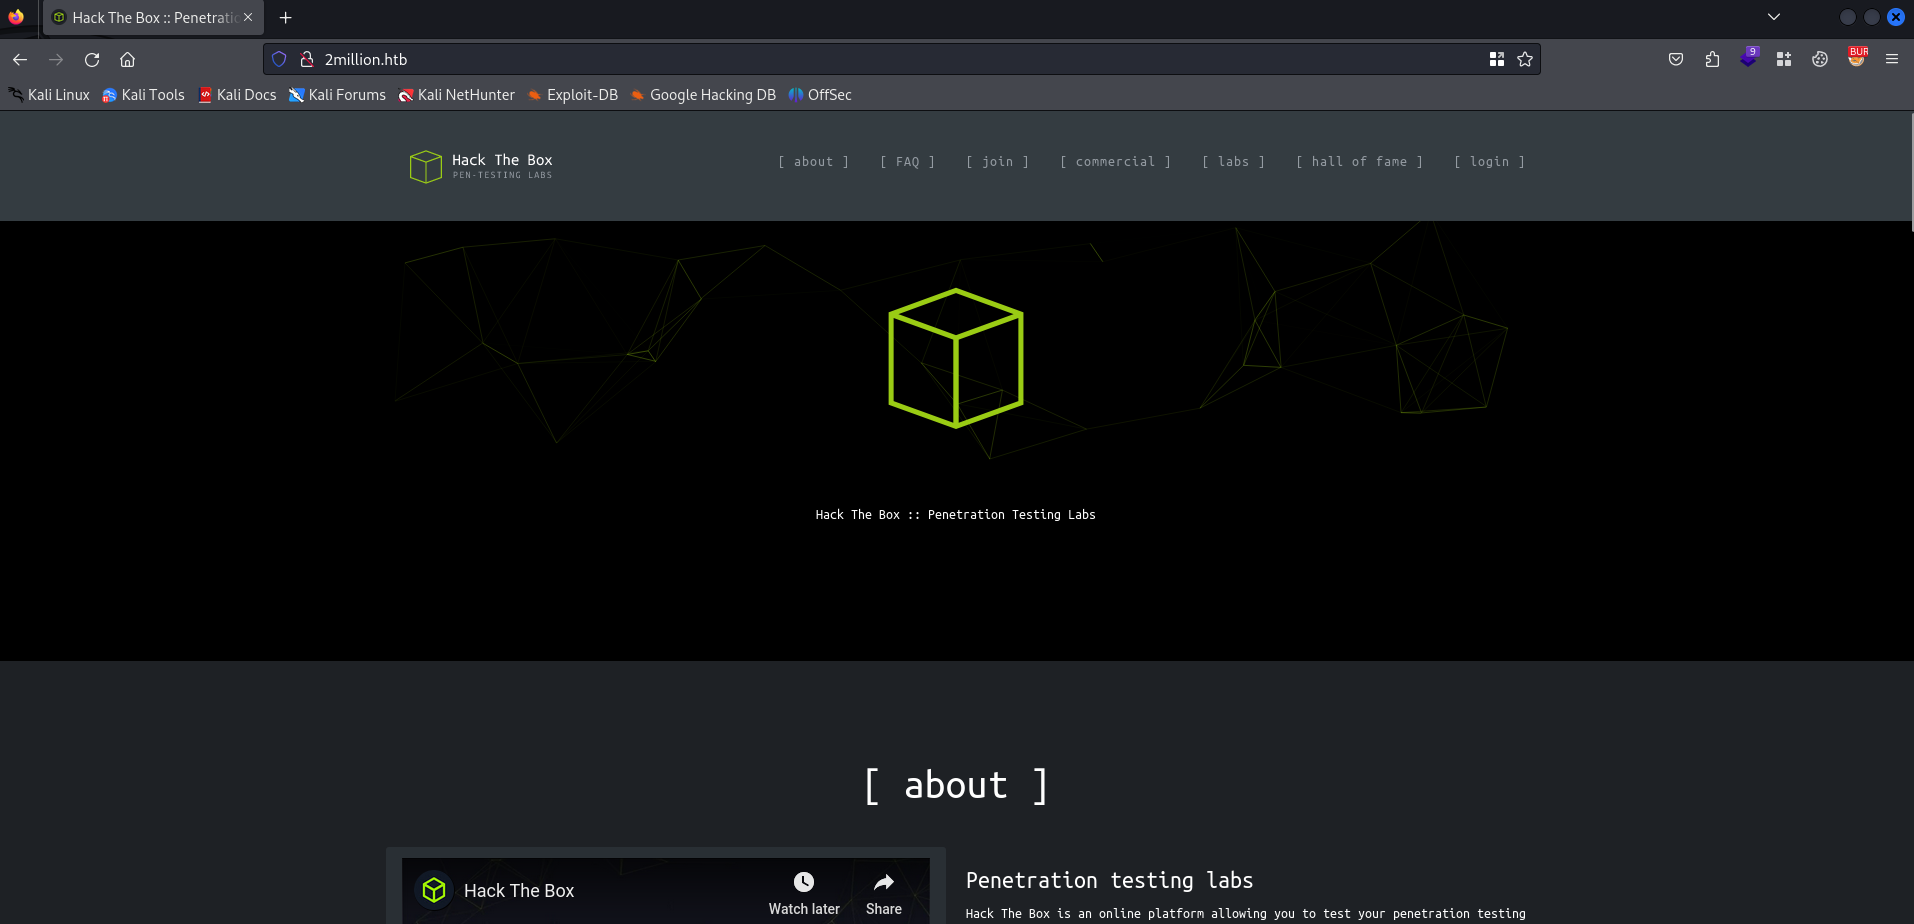 Hack The Box :: Penetratio
2million.htb
9
BUR
Kali Linux Kali Tools Kali Docs Kali Forums Kali NetHunter Exploit-DB Google Hacking DB OffSec
Hack The Box
PEN-TESTING LABS
[ about ] [ FAQ ] [ join ] [ commercial ] [ labs ] [ hall of fame ] [ login ]
Hack The Box :: Penetration Testing Labs
[ about ]
Hack The Box
Watch later Share
Penetration testing labs
Hack The Box is an online platform allowing you to test your penetration testing